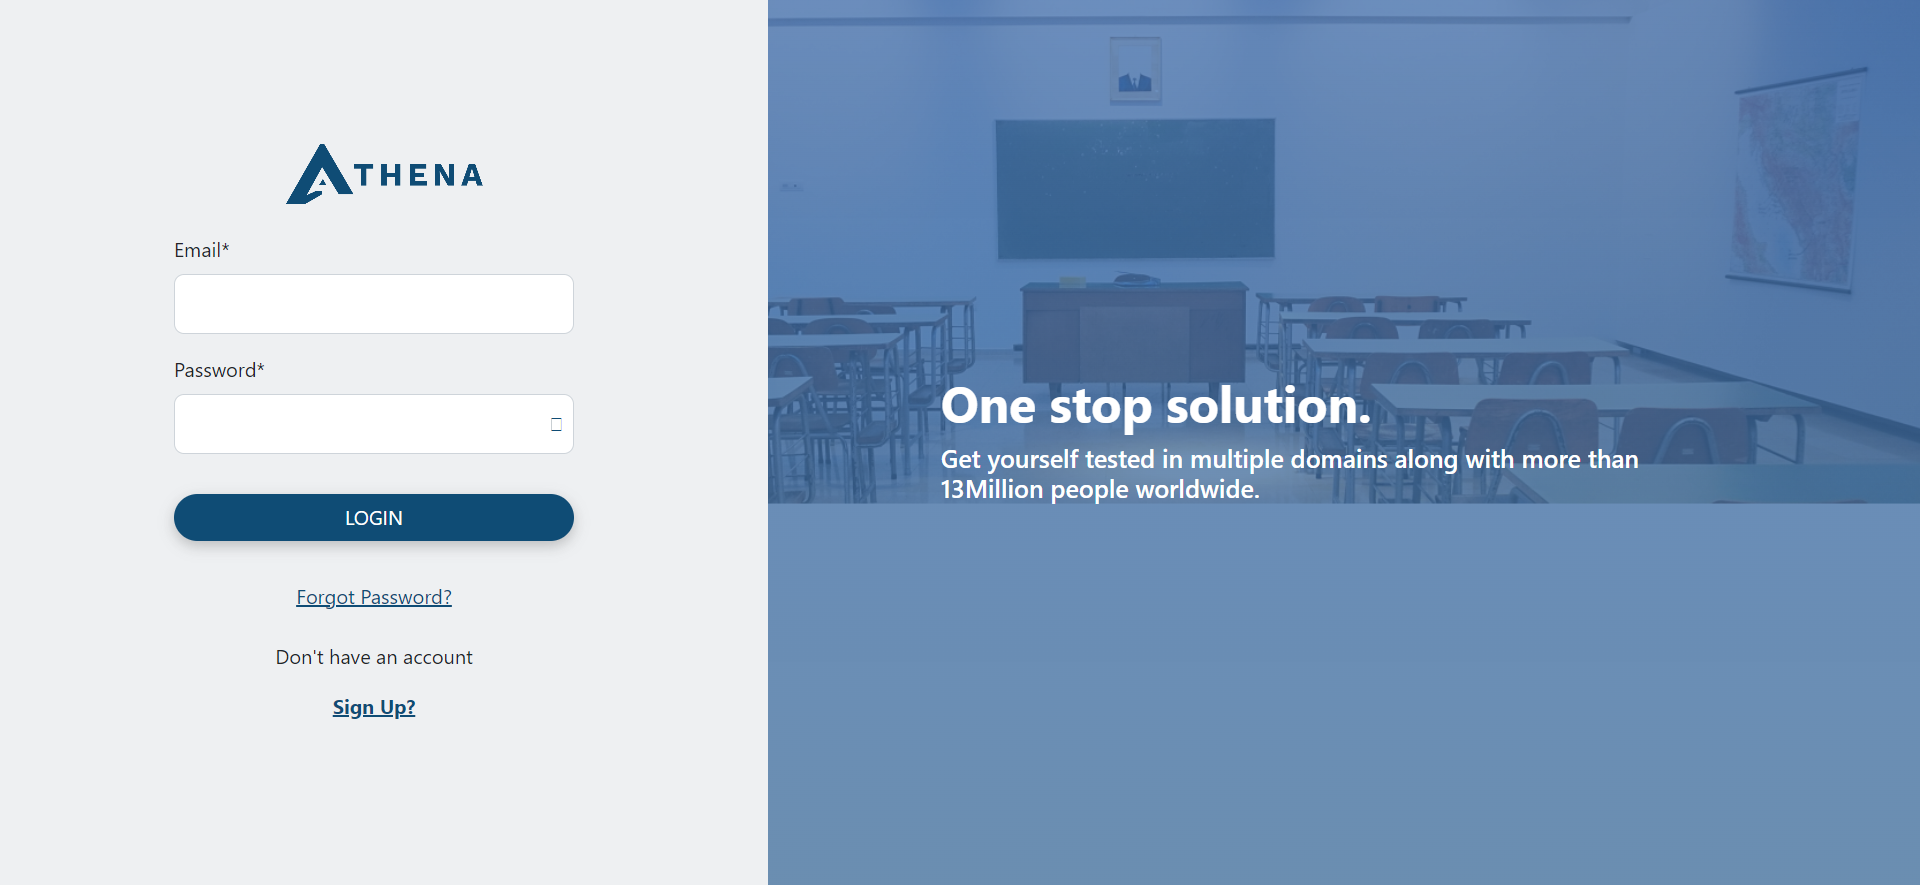 ATHENA
Email*
Password*
LOGIN
Forgot Password?
Don't have an account
Sign Up?
One stop solution.
Get yourself tested in multiple domains along with more than
13Million people worldwide.